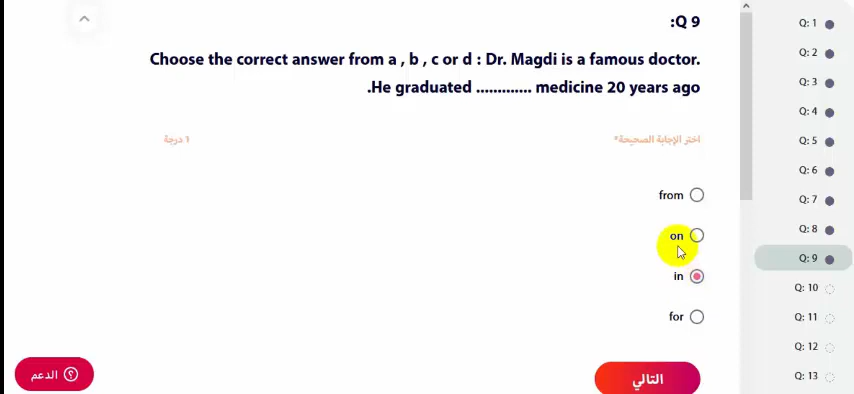 :Q 9
Choose the correct answer from a , b , c or d : Dr. Magdi is a famous doctor.
.He graduated ............. medicine 20 years ago
اختر الإجابة الصحيحة*
١ درجة
from
on
in
for
التالي
الدعم
Q: 1
Q: 2
Q: 3
Q: 4
Q: 5
Q: 6
Q: 7
Q: 8
Q: 9
Q: 10
Q: 11
Q: 12
Q: 13